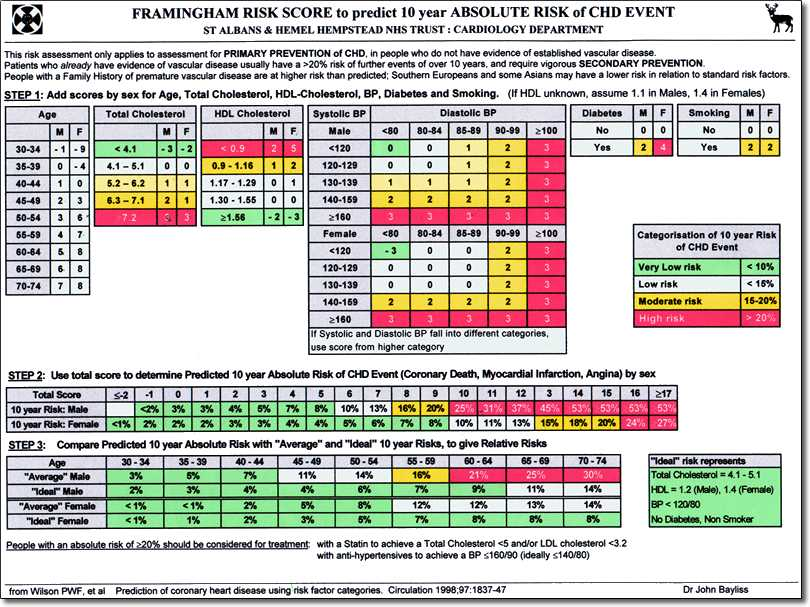 FRAMINGHAM RISK SCORE to predict 10 year ABSOLUTE RISK of CHD EVENT
ST ALBANS & HEMEL HEMPSTEAD NHS TRUST : CARDIOLOGY DEPARTMENT
This risk assessment only applies to assessment for PRIMARY PREVENTION of CHD, in people who do not have evidence of established vascular disease.
Patients who already have evidence of vascular disease usually have a >20% risk of further events of over 10 years, and require vigorous SECONDARY PREVENTION.
People with a Family History of premature vascular disease are at higher risk than predicted; Southern Europeans and some Asians may have a lower risk in relation to standard risk factors.
STEP 1: Add scores by sex for Age, Total Cholesterol, HDL-Cholesterol, BP, Diabetes and Smoking. (If HDL unknown, assume 1.1 in Males, 1.4 in Females)
Age
M F
30-34 -1 -9
35-39 0 -4
40-44 1 0
45-49 2 3
50-54 3 6
55-59 4 7
60-64 5 8
65-69 6 8
70-74 7 8
Total Cholesterol
M F
< 4.1 -3 -2
4.1 - 5.1 0 0
5.2 – 6.2 1 1
6.3 – 7.1 2 1
>7.2 3 3
HDL Cholesterol
M F
< 0.9 2 5
0.9 - 1.16 1 2
1.17 - 1.29 0 1
1.30 - 1.55 0 0
≥1.56 -2 -3
Systolic BP Diastolic BP
Male <80 80-84 85-89 90-99 ≥100
<120 0 0 1 2 3
120-129 0 0 1 2 3
130-139 1 1 1 2 3
140-159 2 2 2 2 3
≥160 3 3 3 3 3
Female <80 80-84 85-89 90-99 ≥100
<120 -3 0 0 2 3
120-129 0 0 0 2 3
130-139 0 0 0 2 3
140-159 2 2 2 2 3
≥160 3 3 3 3 3
If Systolic and Diastolic BP fall into different categories,
use score from higher category
Diabetes M F
No 0 0
Yes 2 4
Smoking M F
No 0 0
Yes 2 2
Categorisation of 10 year Risk
of CHD Event
Very Low risk < 10%
Low risk < 15%
Moderate risk 15-20%
High risk > 20%
STEP 2: Use total score to determine Predicted 10 year Absolute Risk of CHD Event (Coronary Death, Myocardial Infarction, Angina) by sex
Total Score ≤-2 -1 0 1 2 3 4 5 6 7 8 9 10 11 12 3 14 15 16 ≥17
10 year Risk: Male <2% 3% 3% 4% 5% 7% 8% 10% 13% 16% 20% 25% 31% 37% 45% 53% 53% 53% 53%
10 year Risk: Female <1% 2% 2% 2% 3% 3% 4% 4% 5% 6% 7% 8% 10% 11% 13% 15% 18% 20% 24% 27%
STEP 3: Compare Predicted 10 year Absolute Risk with "Average" and "Ideal" 10 year Risks, to give Relative Risks
Age 30 - 34 35 - 39 40 - 44 45 - 49 50 - 54 55 - 59 60 - 64 65 - 69 70 - 74
"Average" Male 3% 5% 7% 11% 14% 16% 21% 25% 30%
"Ideal" Male 2% 3% 4% 4% 6% 7% 9% 11% 14%
"Average" Female < 1% < 1% 2% 5% 8% 12% 12% 13% 14%
"Ideal" Female < 1% 1% 2% 3% 5% 7% 8% 8% 8%
"Ideal" risk represents
Total Cholesterol = 4.1 - 5.1
HDL = 1.2 (Male), 1.4 (Female)
BP < 120/80
No Diabetes, Non Smoker
People with an absolute risk of ≥20% should be considered for treatment: with a Statin to achieve a Total Cholesterol <5 and/or LDL cholesterol <3.2
with anti-hypertensives to achieve a BP ≤160/90 (ideally ≤140/80)
from Wilson PWF, et al Prediction of coronary heart disease using risk factor categories. Circulation 1998;97:1837-47 Dr John Bayliss